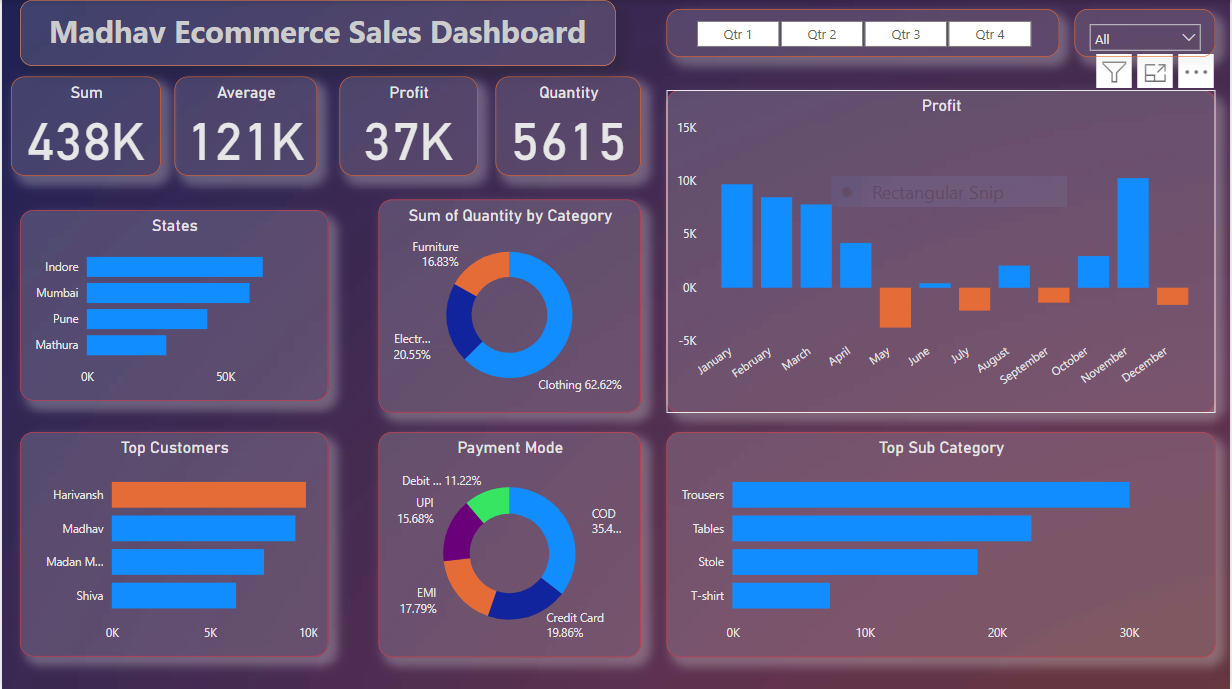 Madhav Ecommerce Sales Dashboard
Qtr 1
Qtr 2
Qtr 3
Qtr 4
All
Sum
438K
Average
121K
Profit
37K
Quantity
5615
States
Indore
Mumbai
Pune
Mathura
0K
50K
Sum of Quantity by Category
Furniture
16.83%
Electr...
20.55%
Clothing 62.62%
Profit
15K
10K
5K
0K
-5K
Rectangular Snip
January
February
March
April
May
June
July
August
September
October
November
December
Top Customers
Harivansh
Madhav
Madan M...
Shiva
0K
5K
10K
Payment Mode
Debit ... 11.22%
UPI
15.68%
COD
35.4...
EMI
17.79%
Credit Card
19.86%
Top Sub Category
Trousers
Tables
Stole
T-shirt
0K
10K
20K
30K